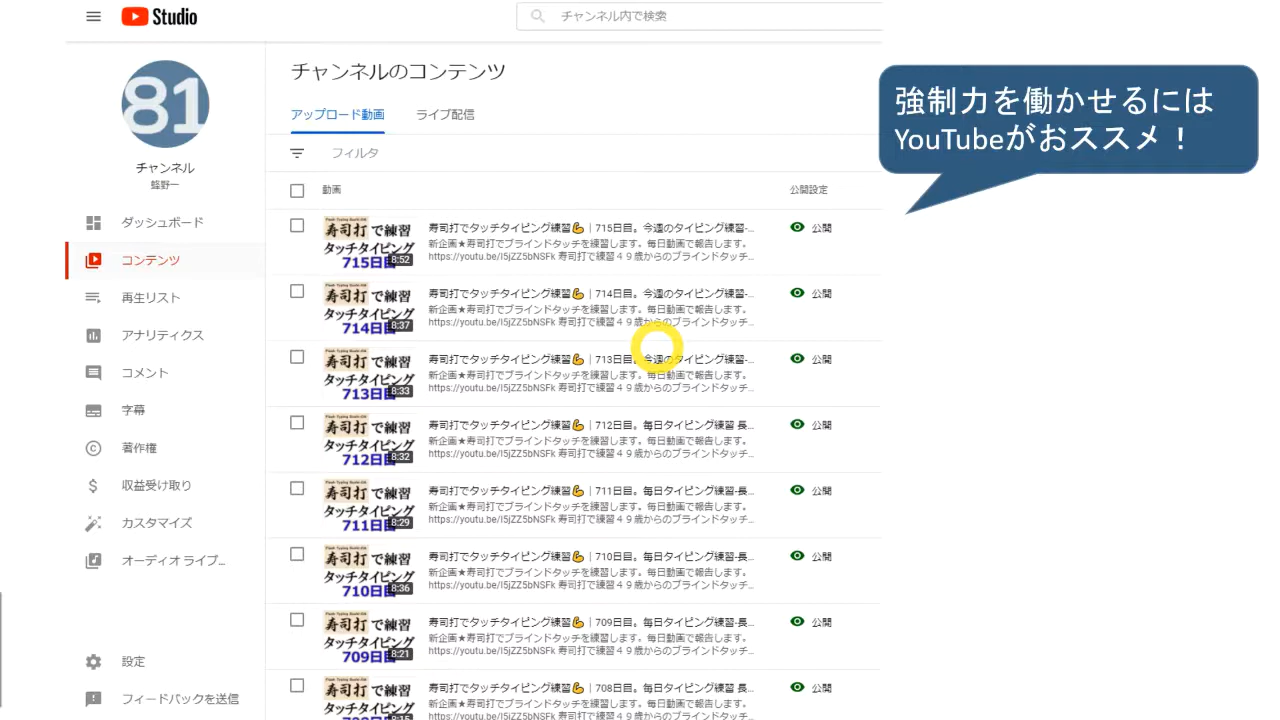 Studio
チャンネル内で検索
81
チャンネル
蜂野一
ダッシュボード
コンテンツ
再生リスト
アナリティクス
コメント
字幕
著作権
収益受け取り
カスタマイズ
オーディオ ライブ...
設定
フィードバックを送信
チャンネルのコンテンツ
アップロード動画
ライブ配信
フィルタ
動画
公開設定
寿司打で練習
タッチタイピング
715日目
8:52
寿司打でタッチタイピング練習💪|715日目。今週のタイピング練習-...
新企画★寿司打でブラインドタッチを練習します。毎日動画で報告します。
https://youtu.be/I5jZZ5bNSFk 寿司打で練習４９歳からのブラインドタッチ...
公開
寿司打で練習
タッチタイピング
714日目
8:37
寿司打でタッチタイピング練習💪|714日目。今週のタイピング練習-...
新企画★寿司打でブラインドタッチを練習します。毎日動画で報告します。
https://youtu.be/I5jZZ5bNSFk 寿司打で練習４９歳からのブラインドタッチ...
公開
寿司打で練習
タッチタイピング
713日目
8:33
寿司打でタッチタイピング練習💪|713日目。今週のタイピング練習-...
新企画★寿司打でブラインドタッチを練習します。毎日動画で報告します。
https://youtu.be/I5jZZ5bNSFk 寿司打で練習４９歳からのブラインドタッチ...
公開
寿司打で練習
タッチタイピング
712日目
8:32
寿司打でタッチタイピング練習💪|712日目。毎日タイピング練習 長...
新企画★寿司打でブラインドタッチを練習します。毎日動画で報告します。
https://youtu.be/I5jZZ5bNSFk 寿司打で練習４９歳からのブラインドタッチ...
公開
寿司打で練習
タッチタイピング
711日目
8:29
寿司打でタッチタイピング練習💪|711日目。毎日タイピング練習-長...
新企画★寿司打でブラインドタッチを練習します。毎日動画で報告します。
https://youtu.be/I5jZZ5bNSFk 寿司打で練習４９歳からのブラインドタッチ...
公開
寿司打で練習
タッチタイピング
710日目
8:36
寿司打でタッチタイピング練習💪|710日目。毎日タイピング練習-長...
新企画★寿司打でブラインドタッチを練習します。毎日動画で報告します。
https://youtu.be/I5jZZ5bNSFk 寿司打で練習４９歳からのブラインドタッチ...
公開
寿司打で練習
タッチタイピング
709日目
8:21
寿司打でタッチタイピング練習💪|709日目。毎日タイピング練習-長...
新企画★寿司打でブラインドタッチを練習します。毎日動画で報告します。
https://youtu.be/I5jZZ5bNSFk 寿司打で練習４９歳からのブラインドタッチ...
公開
寿司打で練習
タッチタイピング
寿司打でタッチタイピング練習💪|708日目。毎日タイピング練習 長...
新企画★寿司打でブラインドタッチを練習します。毎日動画で報告します。
https://youtu.be/I5jZZ5bNSFk 寿司打で練習４９歳からのブラインドタッチ...
公開
強制力を働かせるには
YouTubeがおススメ！